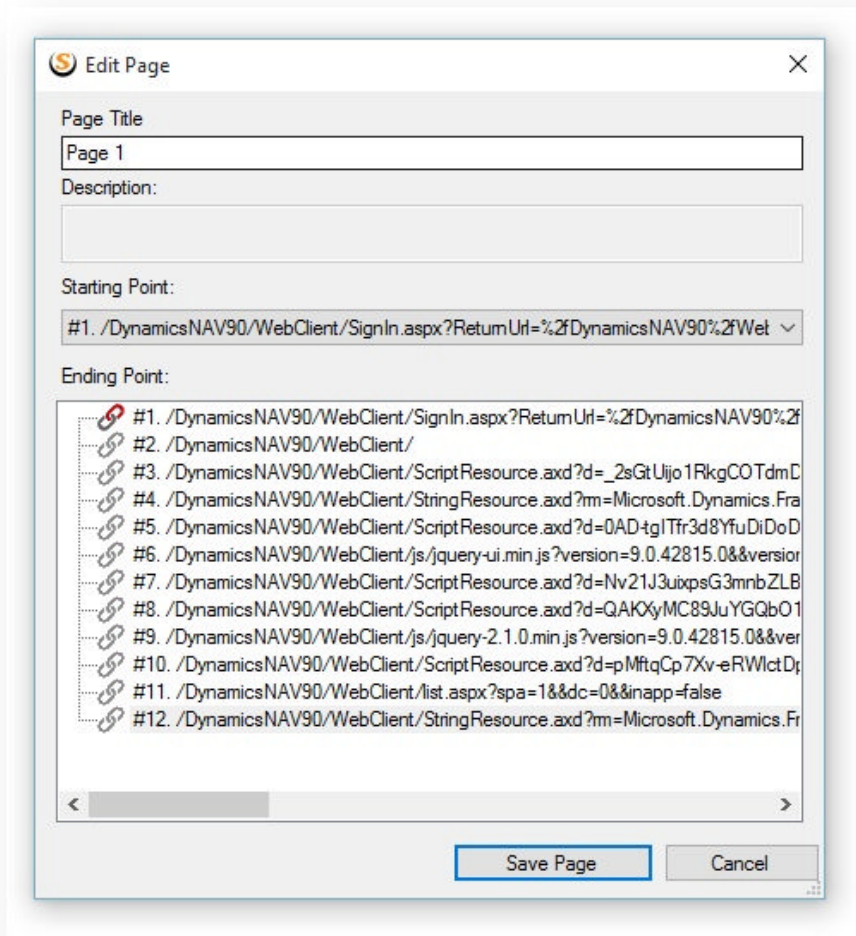 S Edit Page
Page Title
Page 1
Description:
Starting Point:
#1. /DynamicsNAV90/WebClient/SignIn.aspx?ReturnUrl=%2fDynamicsNAV90%2fWeb
Ending Point:
#1. /DynamicsNAV90/WebClient/SignIn.aspx?ReturnUrl=%2fDynamicsNAV90%2f
#2. /DynamicsNAV90/WebClient/
#3. /DynamicsNAV90/WebClient/ScriptResource.axd?d=_2sGtUijo1RkgCOTdmD
#4. /DynamicsNAV90/WebClient/StringResource.axd?rm=Microsoft.Dynamics.Fra
#5. /DynamicsNAV90/WebClient/ScriptResource.axd?d=0AD-tgITfr3d8YfuDiDoD
#6. /DynamicsNAV90/WebClient/js/jquery-ui.min.js?version=9.0.42815.0&&version
#7. /DynamicsNAV90/WebClient/ScriptResource.axd?d=Nv21J3uixpsG3mnbZLB
#8. /DynamicsNAV90/WebClient/ScriptResource.axd?d=QAKXyMC89JuYGQbO1
#9. /DynamicsNAV90/WebClient/js/jquery-2.1.0.min.js?version=9.0.42815.0&&ver
#10. /DynamicsNAV90/WebClient/ScriptResource.axd?d=pMftqCp7Xv-eRWlctDp
#11. /DynamicsNAV90/WebClient/list.aspx?spa=1&&dc=0&&inapp=false
#12. /DynamicsNAV90/WebClient/StringResource.axd?rm=Microsoft.Dynamics.Fr
Save Page
Cancel